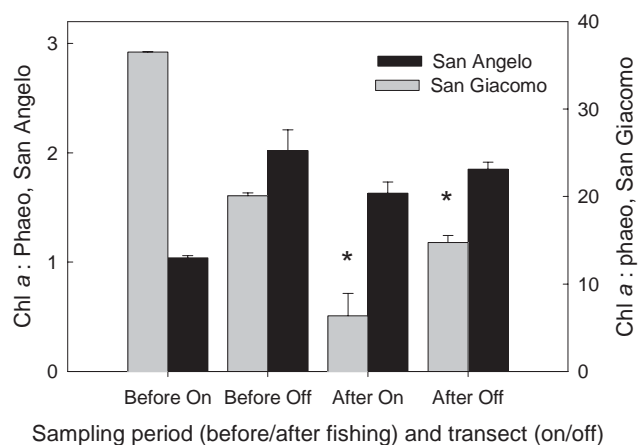 3
2
1
0
Chl a : Phaeo, San Angelo
San Angelo
San Giacomo
*
*
40
30
20
10
0
Chl a : phaeo, San Giacomo
Before On Before Off After On After Off
Sampling period (before/after fishing) and transect (on/off)